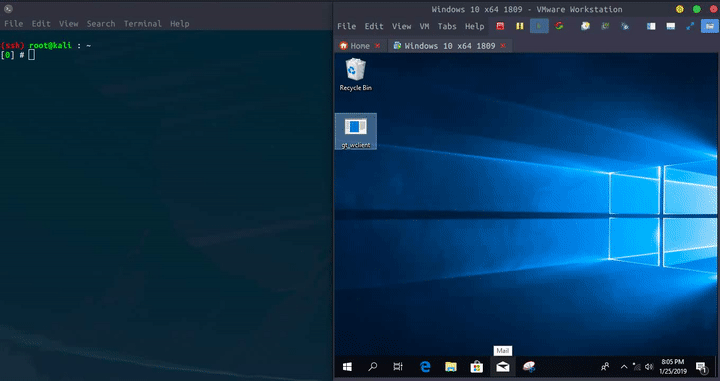 File Edit View Search Terminal Help
(ssh) root@kali : ~
[0] #
Windows 10 x64 1809 - VMware Workstation
File Edit View VM Tabs Help
Home × Windows 10 x64 1809 ×
Recycle Bin
gt_wclient
Mail
8:05 PM
1/25/2019
1